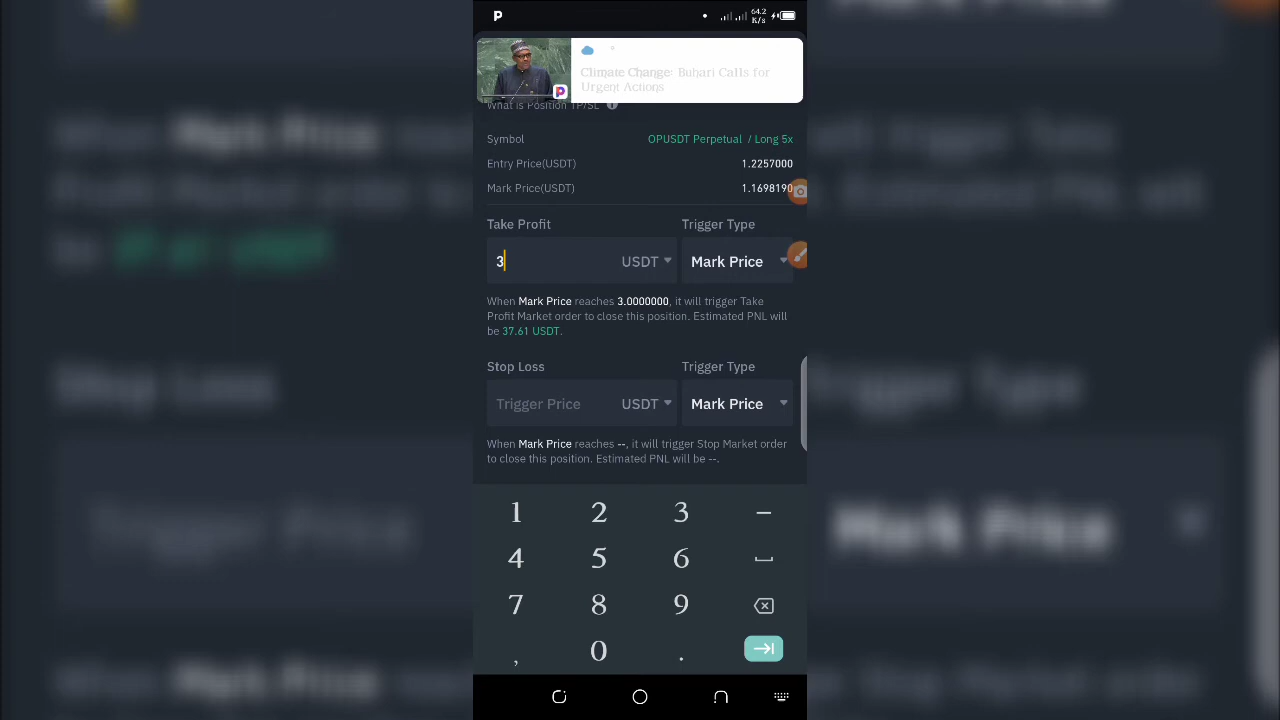 P
64.2
K/s
Climate Change: Buhari Calls for
Urgent Actions
What is Position TP/SL
Symbol
OPUSDT Perpetual / Long 5x
Entry Price(USDT)
1.2257000
Mark Price(USDT)
1.1698190
Take Profit
Trigger Type
3
USDT
Mark Price
When Mark Price reaches 3.0000000, it will trigger Take
Profit Market order to close this position. Estimated PNL will
be 37.61 USDT.
Stop Loss
Trigger Type
Trigger Price
USDT
Mark Price
When Mark Price reaches --, it will trigger Stop Market order
to close this position. Estimated PNL will be --.
1 2 3 –
4 5 6
7 8 9
, 0 .